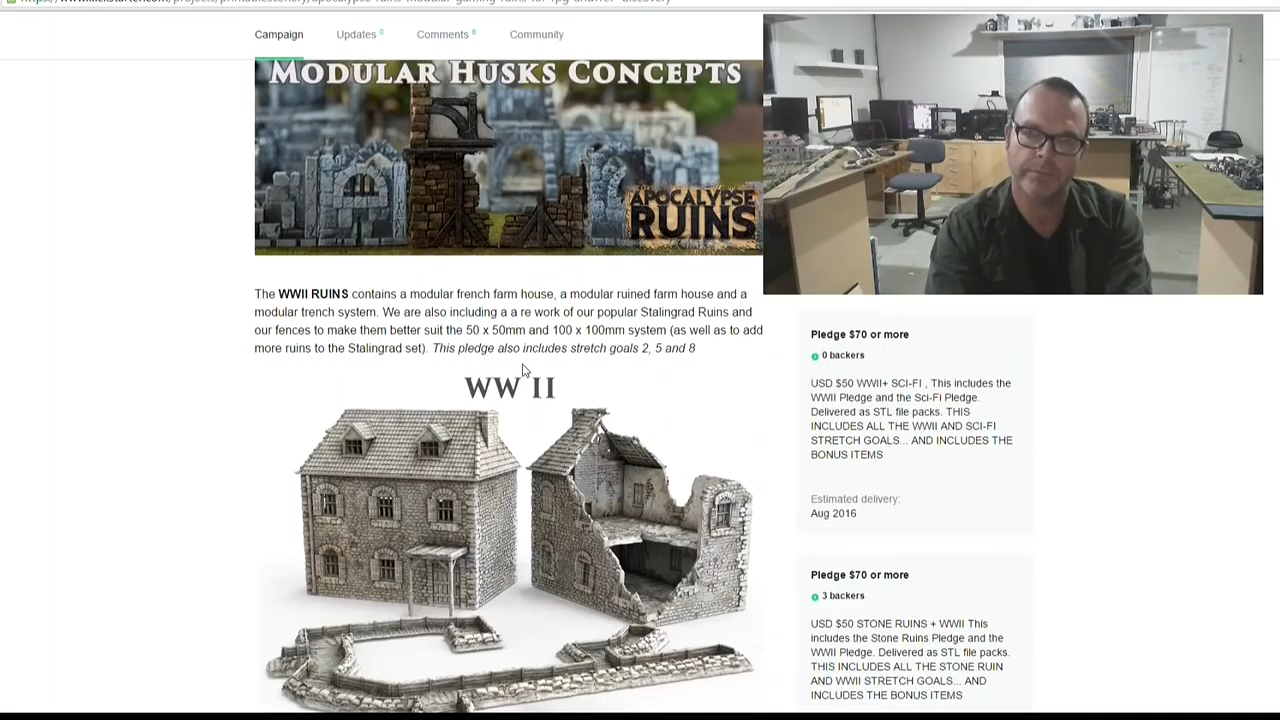 Campaign
Updates 0
Comments 6
Community
MODULAR HUSKS CONCEPTS
APOCALYPSE
RUINS
The WWII RUINS contains a modular french farm house, a modular ruined farm house and a
modular trench system. We are also including a a re work of our popular Stalingrad Ruins and
our fences to make them better suit the 50 x 50mm and 100 x 100mm system (as well as to add
more ruins to the Stalingrad set). This pledge also includes stretch goals 2, 5 and 8
WW II
Pledge $70 or more
0 backers
USD $50 WWII+ SCI-FI , This includes the
WWII Pledge and the Sci-Fi Pledge.
Delivered as STL file packs. THIS
INCLUDES ALL THE WWII AND SCI-FI
STRETCH GOALS... AND INCLUDES THE
BONUS ITEMS
Estimated delivery:
Aug 2016
Pledge $70 or more
3 backers
USD $50 STONE RUINS + WWII This
includes the Stone Ruins Pledge and the
WWII Pledge. Delivered as STL file packs.
THIS INCLUDES ALL THE STONE RUIN
AND WWII STRETCH GOALS... AND
INCLUDES THE BONUS ITEMS